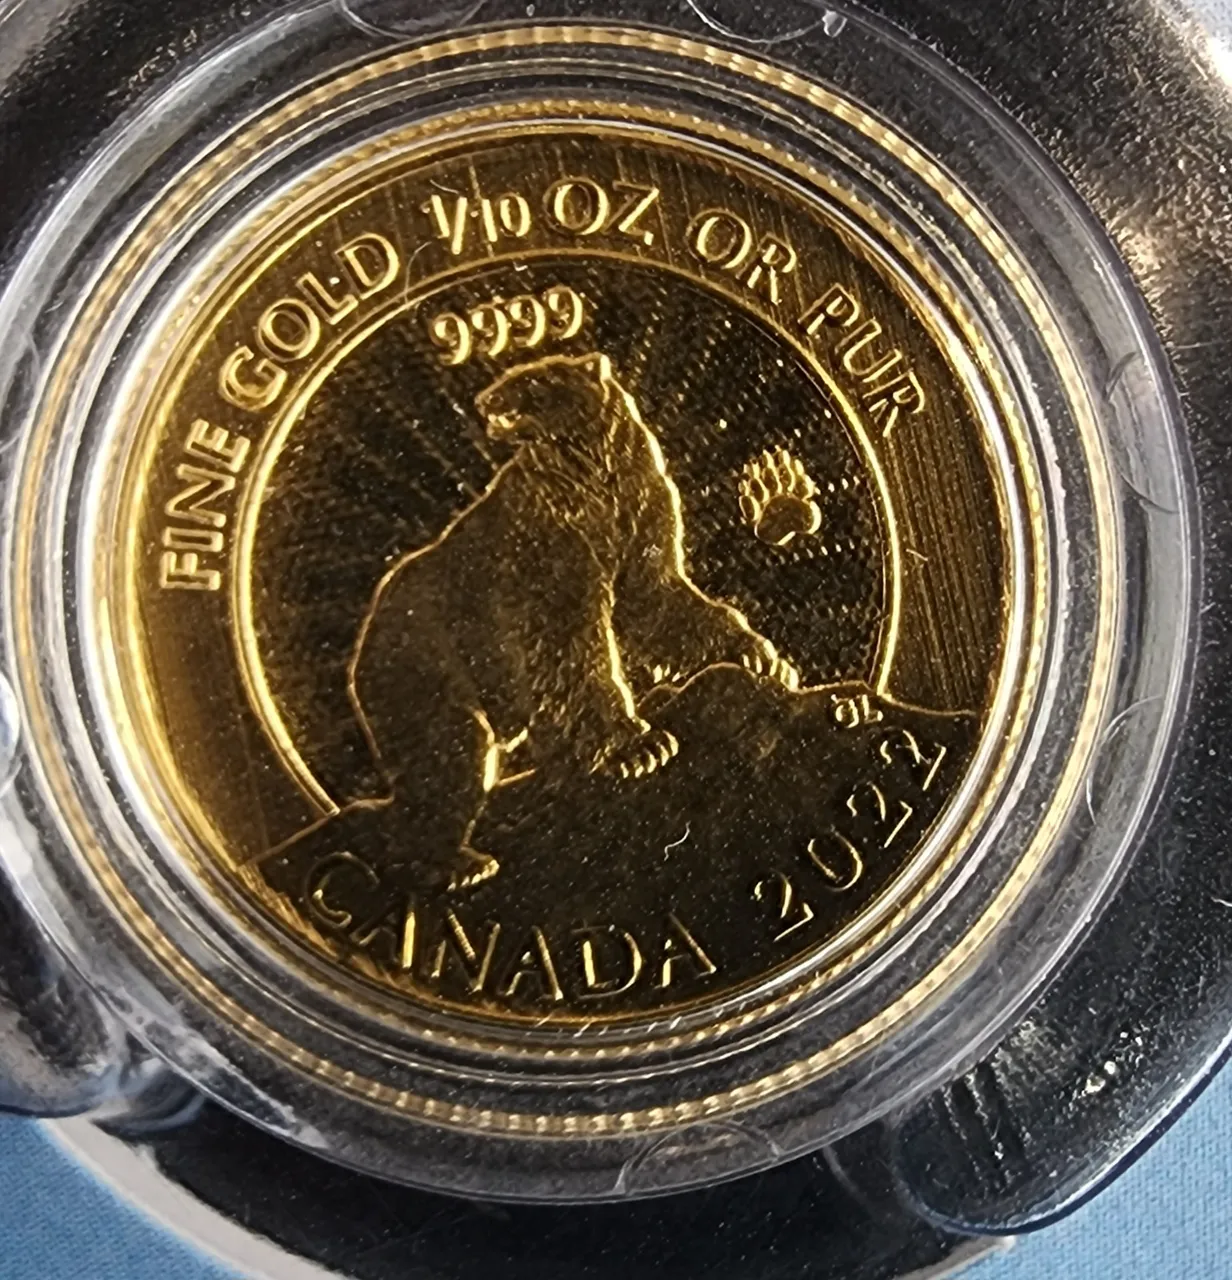 FINE GOLD 1/10 OZ OR PUR
9999
CANADA 2022